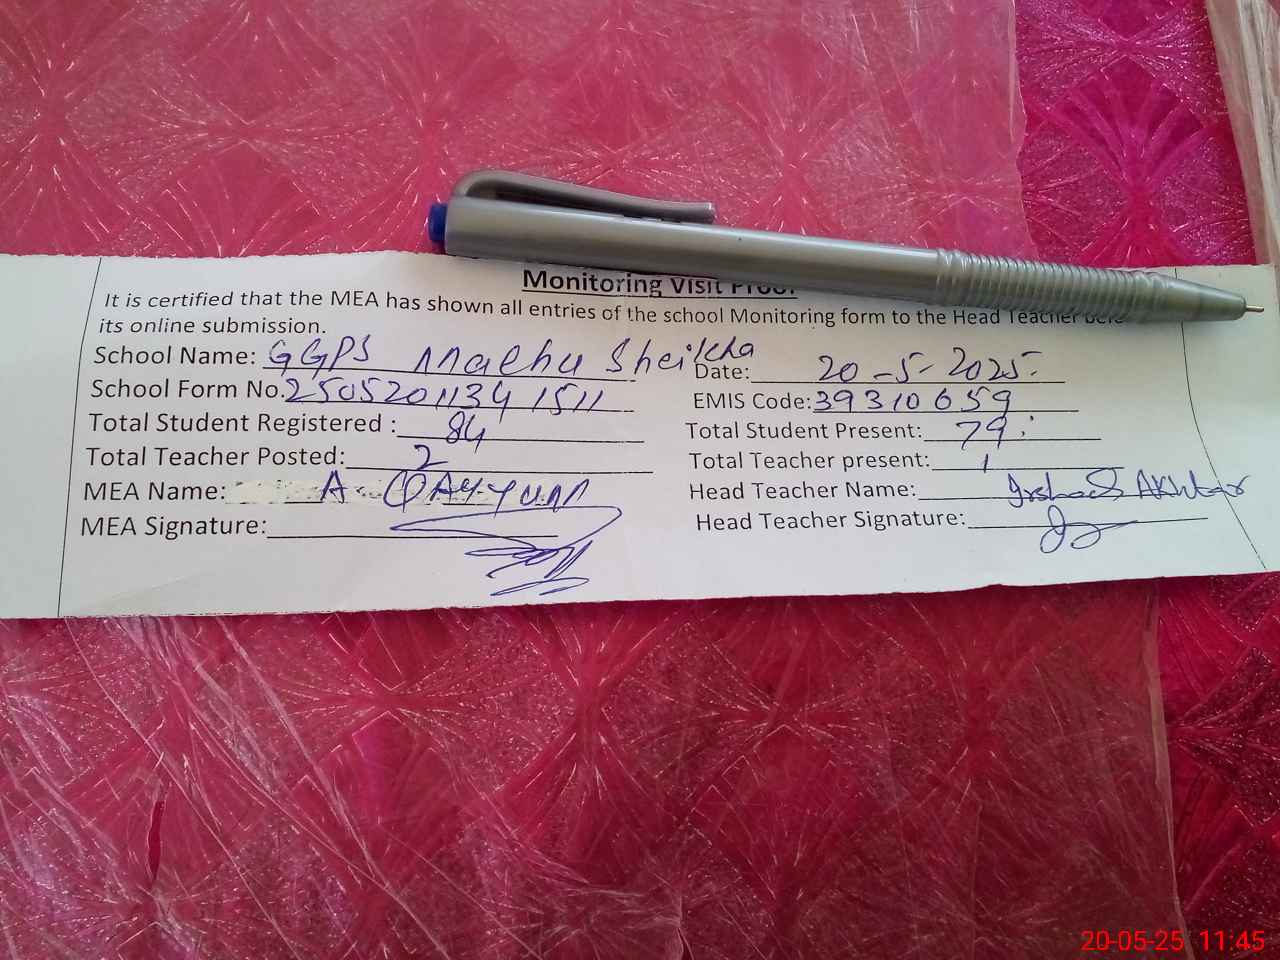 Monitoring Visit Proof
It is certified that the MEA has shown all entries of the school Monitoring form to the Head Teacher
its online submission.
School Name: GGPS Malhu Sheikha
Date: 20-5-2025
School Form No. 25052011341511
EMIS Code: 39310659
Total Student Registered : 84
Total Student Present: 79
Total Teacher Posted: 2
Total Teacher present: 1
MEA Name: A QAYYUM
Head Teacher Name: Irshad Akhtar
MEA Signature:
Head Teacher Signature:
20-05-25 11:45